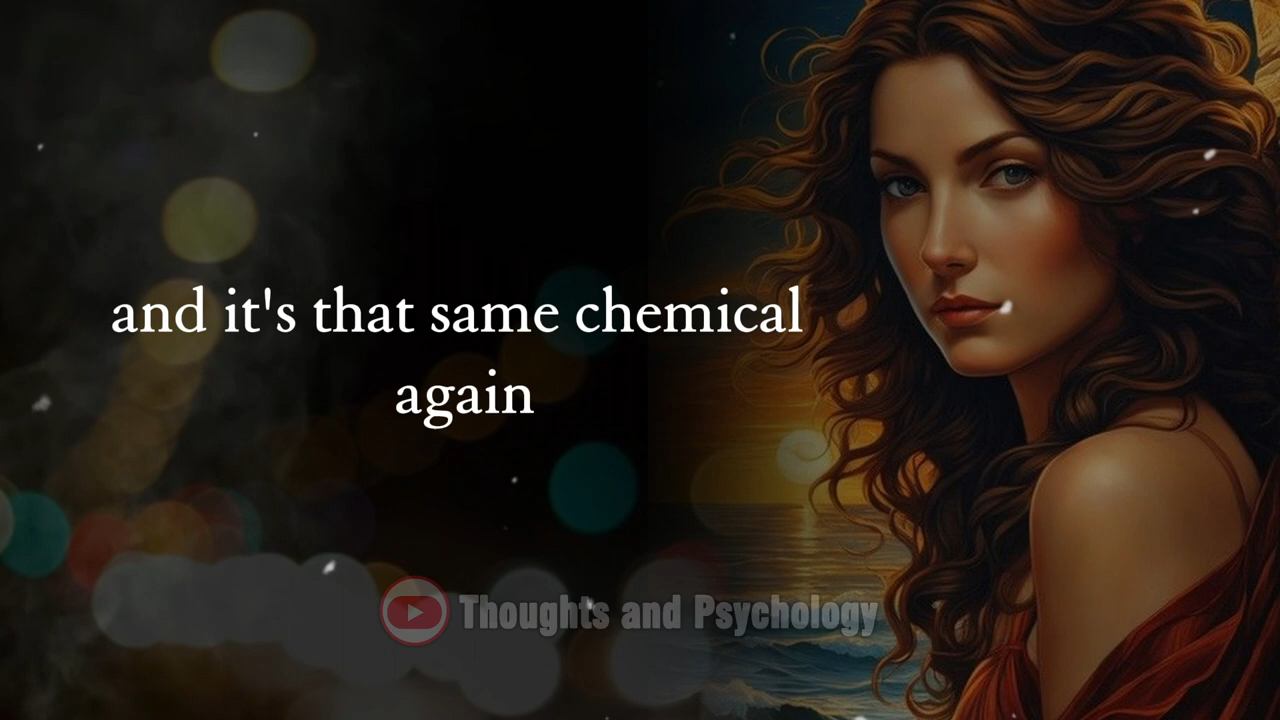 and it's that same chemical
again
Thoughts and Psychology